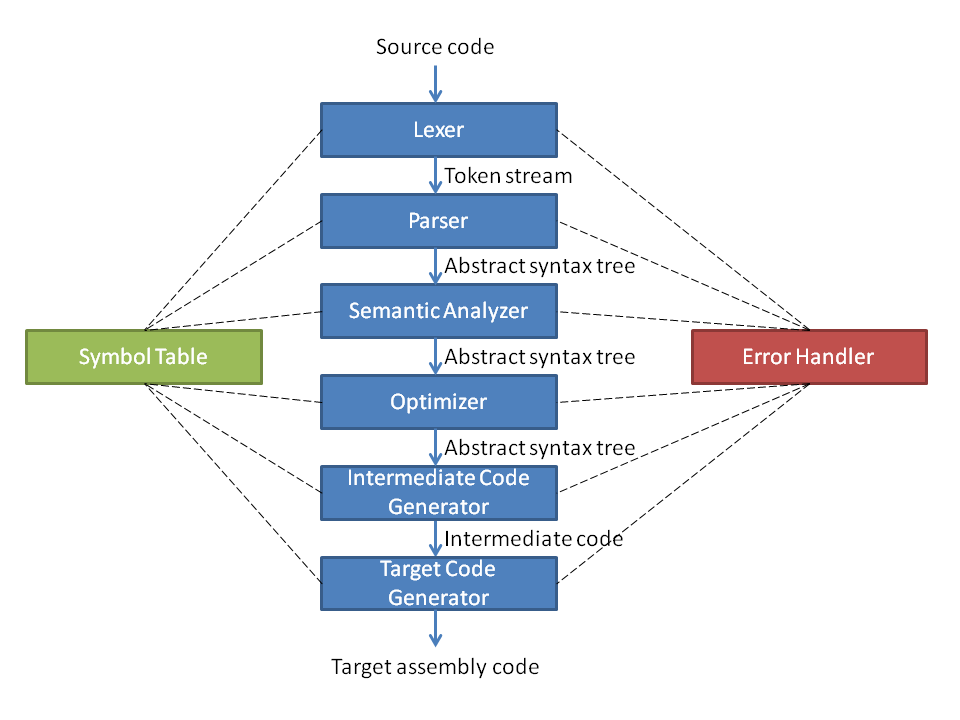 Source code
Lexer
Token stream
Parser
Abstract syntax tree
Semantic Analyzer
Symbol Table
Abstract syntax tree
Error Handler
Optimizer
Abstract syntax tree
Intermediate Code
Generator
Intermediate code
Target Code
Generator
Target assembly code